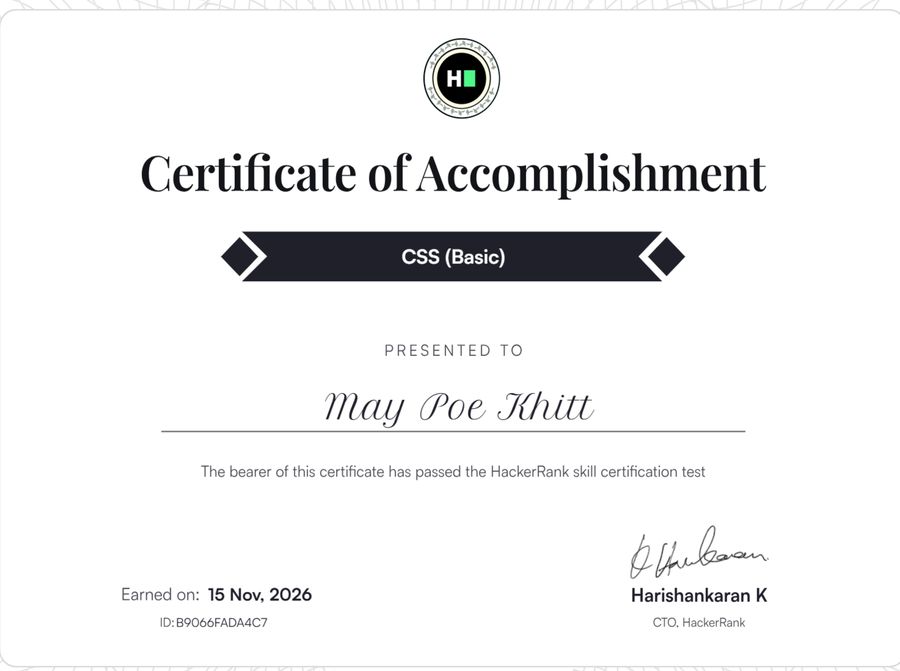 H
Certificate of Accomplishment
CSS (Basic)
PRESENTED TO
May Poe Khitt
The bearer of this certificate has passed the HackerRank skill certification test
Earned on: 15 Nov, 2026
ID:B9066FADA4C7
Harishankaran K
CTO, HackerRank